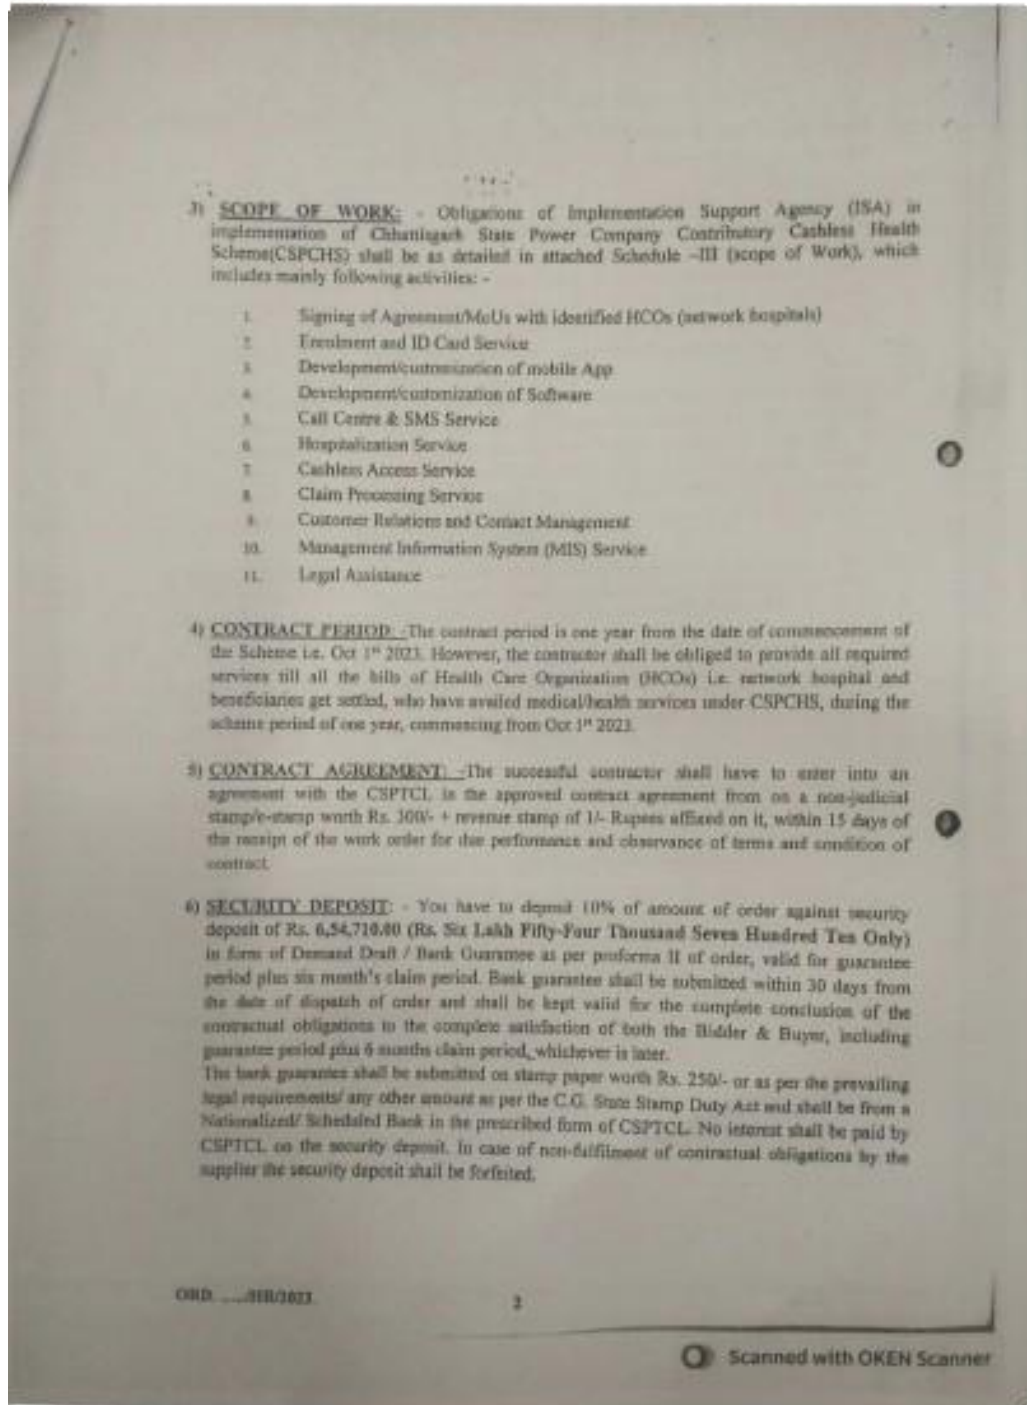 3) SCOPE OF WORK: - Obligations of Implementation Support Agency (ISA) in
implementation of Chhattisgarh State Power Company Contributory Cashless Health
Scheme(CSPCHS) shall be as detailed in attached Schedule –III (scope of Work), which
includes mainly following activities: -
1. Signing of Agreement/MoUs with identified HCOs (network hospitals)
2. Enrolment and ID Card Service
3. Development/customization of mobile App
4. Development/customization of Software
5. Call Centre & SMS Service
6. Hospitalization Service
7. Cashless Access Service
8. Claim Processing Service
9. Customer Relations and Contact Management
10. Management Information System (MIS) Service
11. Legal Assistance
4) CONTRACT PERIOD: -The contract period is one year from the date of commencement of
the Scheme i.e. Oct 1st 2023. However, the contractor shall be obliged to provide all required
services till all the bills of Health Care Organization (HCOs) i.e. network hospital and
beneficiaries get settled, who have availed medical/health services under CSPCHS, during the
scheme period of one year, commencing from Oct 1st 2023.
5) CONTRACT AGREEMENT: -The successful contractor shall have to enter into an
agreement with the CSPTCL in the approved contract agreement from on a non-judicial
stamp/e-stamp worth Rs. 300/- + revenue stamp of 1/- Rupees affixed on it, within 15 days of
the receipt of the work order for due performance and observance of terms and condition of
contract.
6) SECURITY DEPOSIT: - You have to deposit 10% of amount of order against security
deposit of Rs. 6,54,710.00 (Rs. Six Lakh Fifty-Four Thousand Seven Hundred Ten Only)
in form of Demand Draft / Bank Guarantee as per proforma II of order, valid for guarantee
period plus six month's claim period. Bank guarantee shall be submitted within 30 days from
the date of dispatch of order and shall be kept valid for the complete conclusion of the
contractual obligations to the complete satisfaction of both the Bidder & Buyer, including
guarantee period plus 6 months claim period, whichever is later.
The bank guarantee shall be submitted on stamp paper worth Rs. 250/- or as per the prevailing
legal requirements/ any other amount as per the C.G. State Stamp Duty Act and shall be from a
Nationalized/ Scheduled Bank in the prescribed form of CSPTCL. No interest shall be paid by
CSPTCL on the security deposit. In case of non-fulfilment of contractual obligations by the
supplier the security deposit shall be forfeited.
ORD. ...../HR/2023
2
Scanned with OKEN Scanner